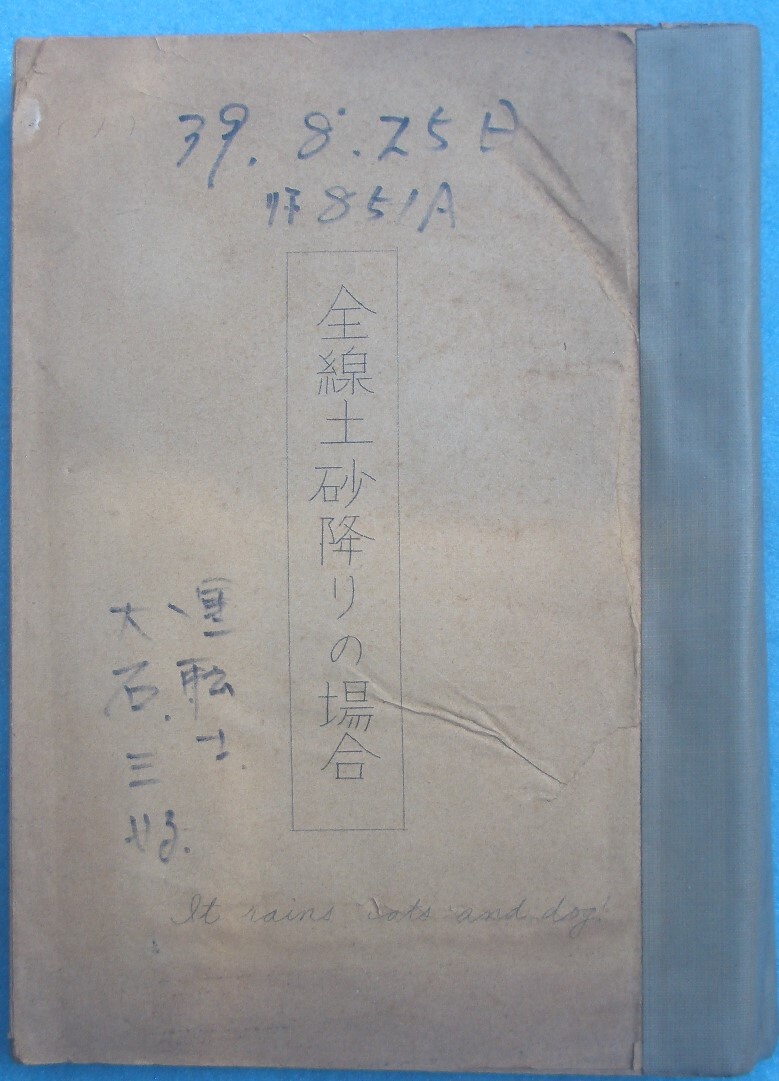 39. 8. 25日
851A
全線土砂降りの場合
運転士.
大石.三
It rains cats and dog!